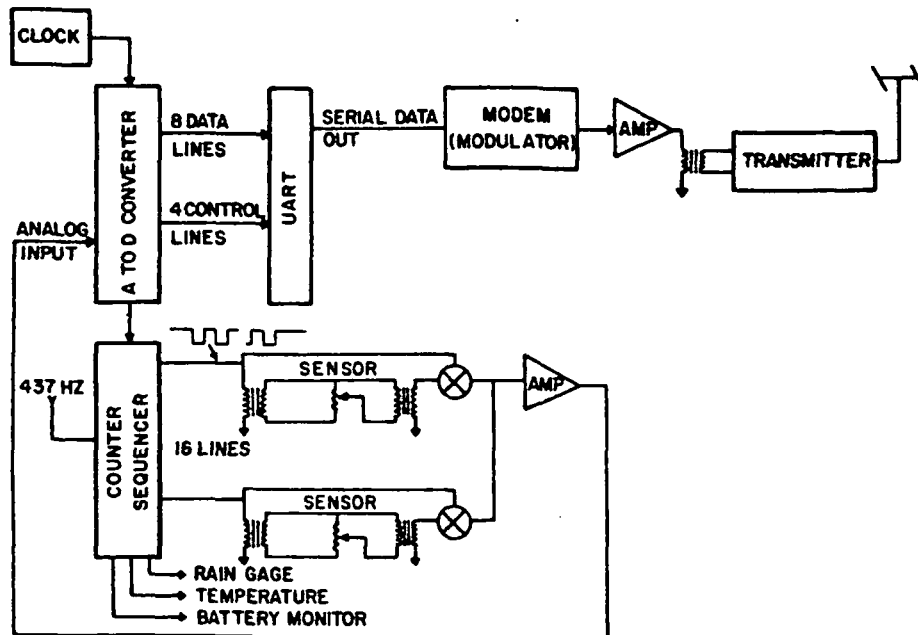 CLOCK
A TO D CONVERTER
8 DATA
LINES
4 CONTROL
LINES
UART
SERIAL DATA
OUT
MODEM
(MODULATOR)
AMP
TRANSMITTER
ANALOG
INPUT
437 HZ
COUNTER
SEQUENCER
16 LINES
SENSOR
AMP
SENSOR
RAIN GAGE
TEMPERATURE
BATTERY MONITOR